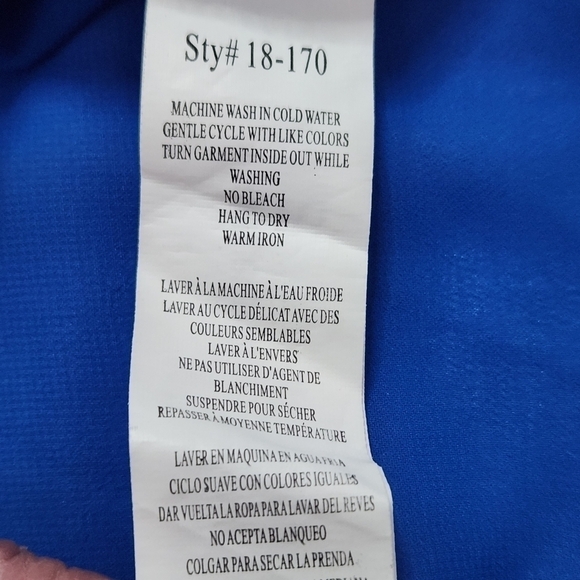 Sty# 18-170
MACHINE WASH IN COLD WATER
GENTLE CYCLE WITH LIKE COLORS
TURN GARMENT INSIDE OUT WHILE
WASHING
NO BLEACH
HANG TO DRY
WARM IRON
LAVER À LA MACHINE À L'EAU FROIDE
LAVER AU CYCLE DÉLICAT AVEC DES
COULEURS SEMBLABLES
LAVER À L'ENVERS
NE PAS UTILISER D'AGENT DE
BLANCHIMENT
SUSPENDRE POUR SÉCHER
REPASSER À MOYENNE TEMPÉRATURE
LAVER EN MAQUINA EN AGUA FRIA
CICLO SUAVE CON COLORES IGUALES
DAR VUELTA LA ROPA PARA LAVAR DEL REVES
NO ACEPTA BLANQUEO
COLGAR PARA SECAR LA PRENDA